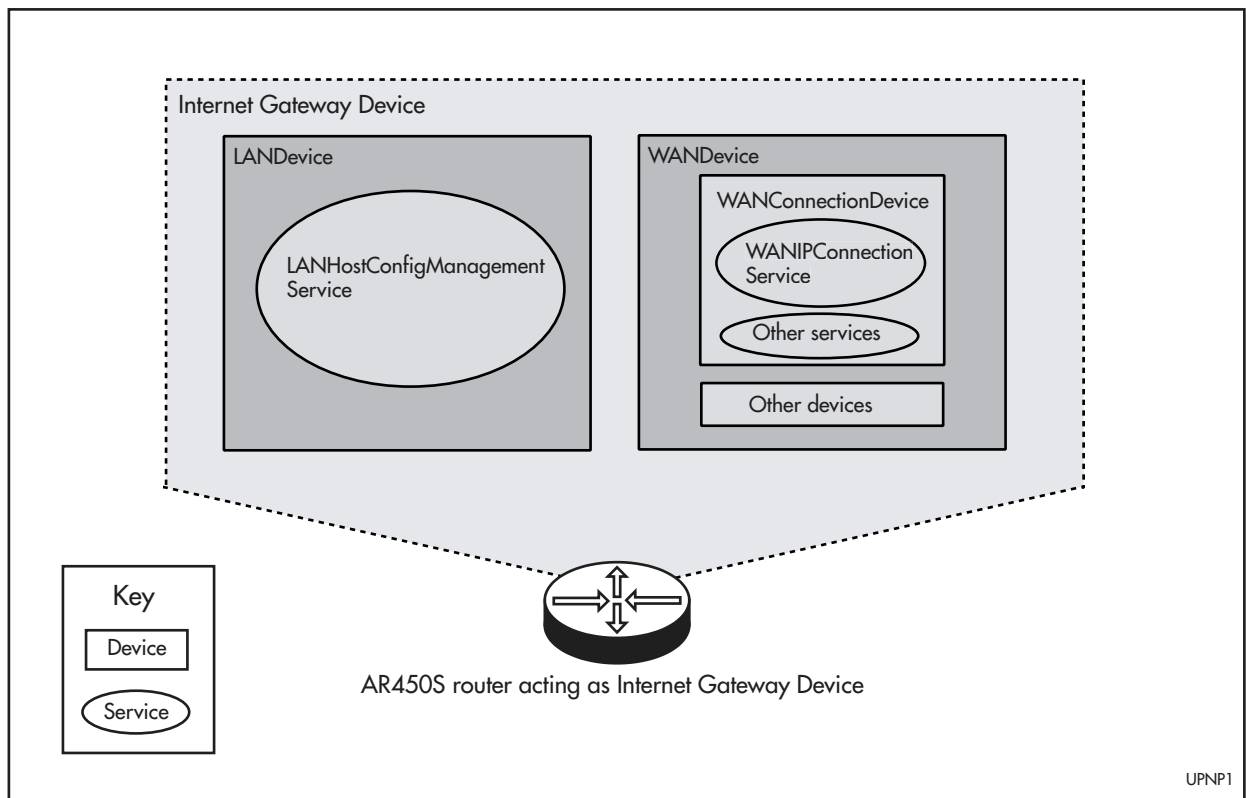 Internet Gateway Device
LANDevice
LANHostConfigManagement
Service
WANDevice
WANConnectionDevice
WANIPConnection
Service
Other services
Other devices
Key
Device
Service
AR450S router acting as Internet Gateway Device
UPNP1